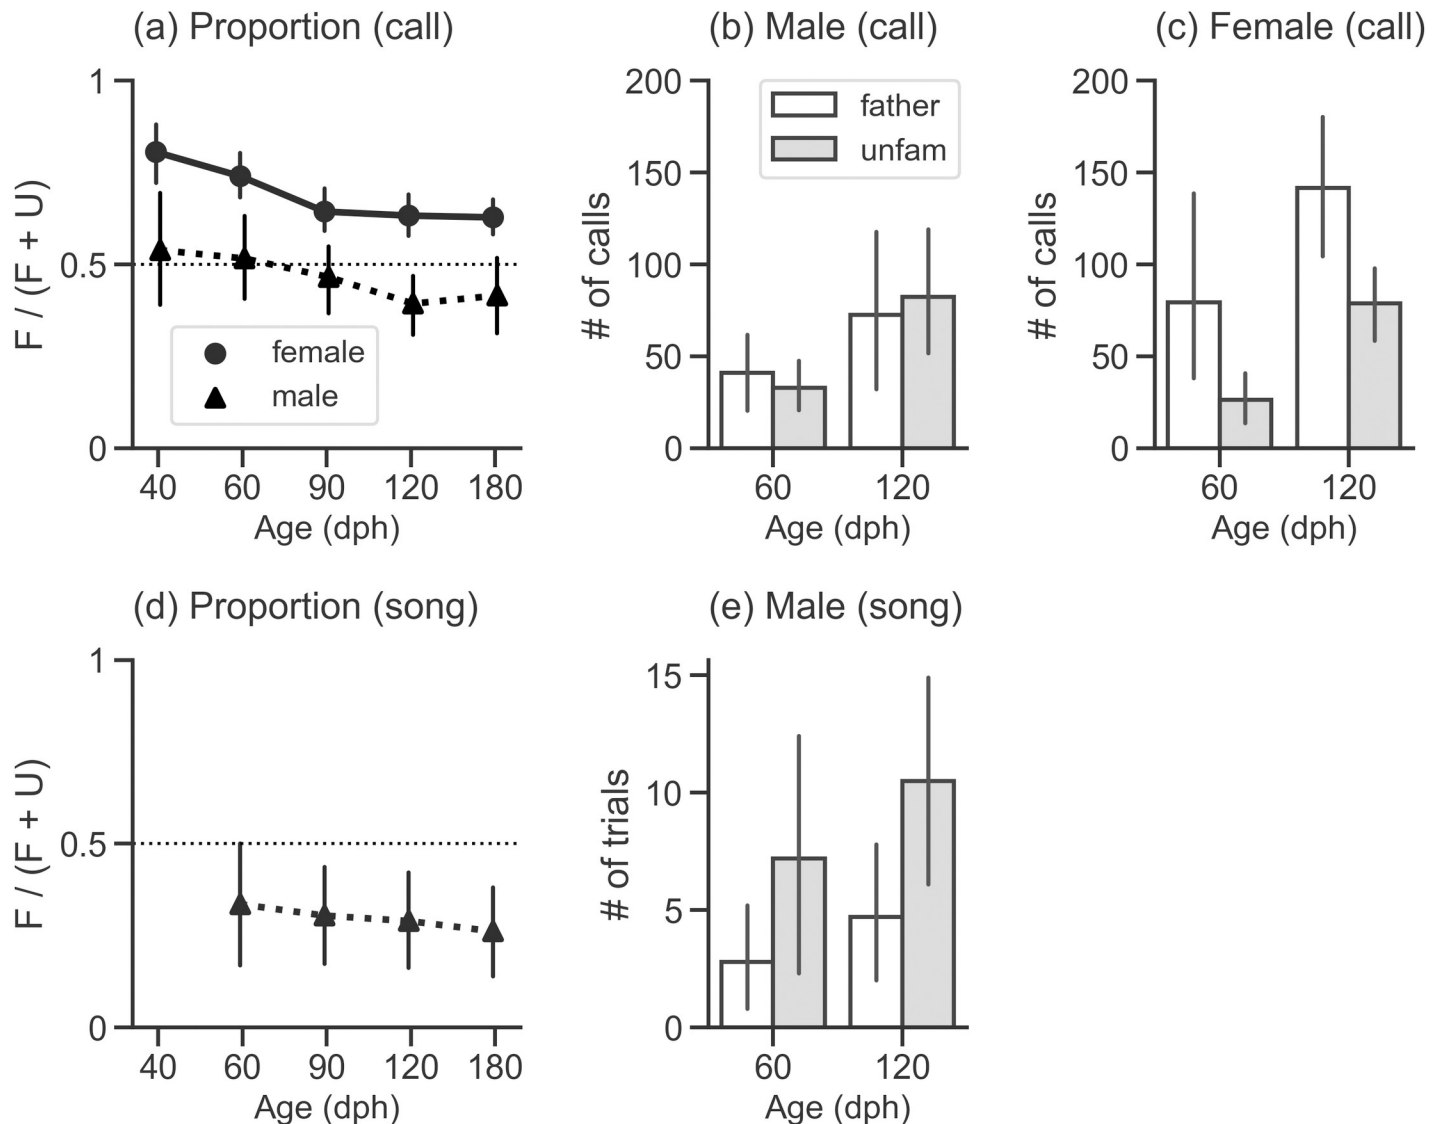 (a) Proportion (call)
1
0.5
0
F / (F + U)
female
male
40 60 90 120 180
Age (dph)
(b) Male (call)
200
150
100
50
0
# of calls
father
unfam
60 120
Age (dph)
(c) Female (call)
200
150
100
50
0
# of calls
60 120
Age (dph)
(d) Proportion (song)
1
0.5
0
F / (F + U)
40 60 90 120 180
Age (dph)
(e) Male (song)
15
10
5
0
# of trials
60 120
Age (dph)